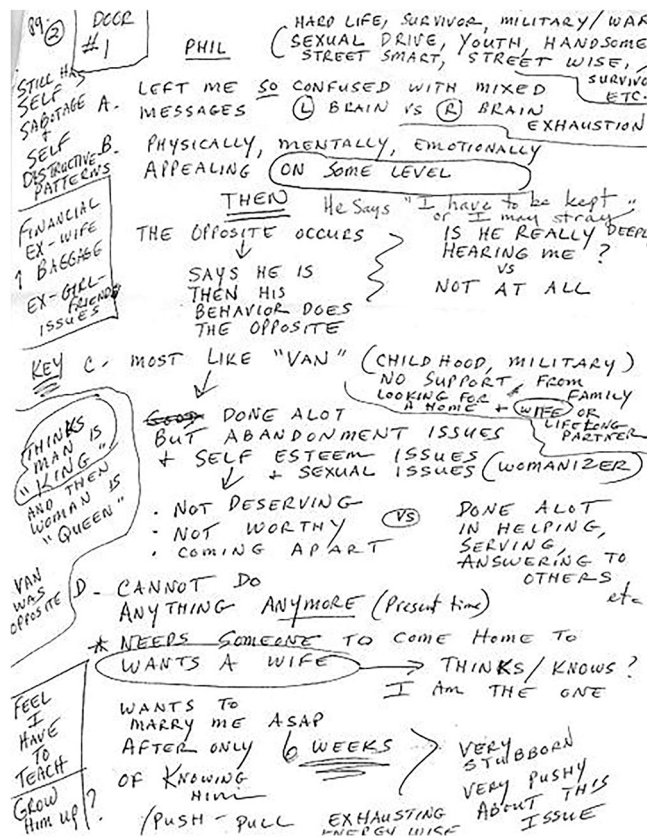 89.
②
DOOR
#1
PHIL
HARD LIFE, SURVIVOR, MILITARY/WAR
SEXUAL DRIVE, YOUTH, HANDSOME
STREET SMART, STREET WISE,
SURVIVOR
ETC.
STILL HAS
SELF
SABOTAGE
+
SELF
DISTRUCTIVE
PATTERNS
A. LEFT ME SO CONFUSED WITH MIXED
MESSAGES Ⓛ BRAIN VS Ⓡ BRAIN
EXHAUSTION
B. PHYSICALLY, MENTALLY, EMOTIONALLY
APPEALING ON SOME LEVEL
THEN
He Says "I have to be kept"
or I may stray
FINANCIAL
EX-WIFE
↑ BAGGAGE
EX-GIRL-
FRIENDS
ISSUES
THE OPPOSITE OCCURS
↓
SAYS HE IS
THEN HIS
BEHAVIOR DOES
THE OPPOSITE
IS HE REALLY DEEPLY
HEARING ME?
VS
NOT AT ALL
KEY C. MOST LIKE "VAN" (CHILDHOOD, MILITARY)
NO SUPPORT FROM
FAMILY
LOOKING FOR
A HOME + WIFE OR
LIFELONG
PARTNER
DONE ALOT
BUT ABANDONMENT ISSUES
+ SELF ESTEEM ISSUES
+ SEXUAL ISSUES (WOMANIZER)
THINKS
MAN IS
"KING"
AND THEN
WOMAN IS
"QUEEN"
VAN
WAS
OPPOSITE
· NOT DESERVING
· NOT WORTHY
· COMING APART
VS
DONE ALOT
IN HELPING,
SERVING,
ANSWERING TO
OTHERS
etc
D - CANNOT DO
ANYTHING ANYMORE (Present time)
* NEEDS SOMEONE TO COME HOME TO
WANTS A WIFE → THINKS/KNOWS?
I AM THE ONE
FEEL
I
HAVE
TO
TEACH
GROW
HIM UP?
WANTS TO
MARRY ME ASAP
AFTER ONLY 6 WEEKS
OF KNOWING
HIM
VERY
STUBBORN
VERY PUSHY
ABOUT THIS
ISSUE
/PUSH - PULL EXHAUSTING
ENERGY WISE